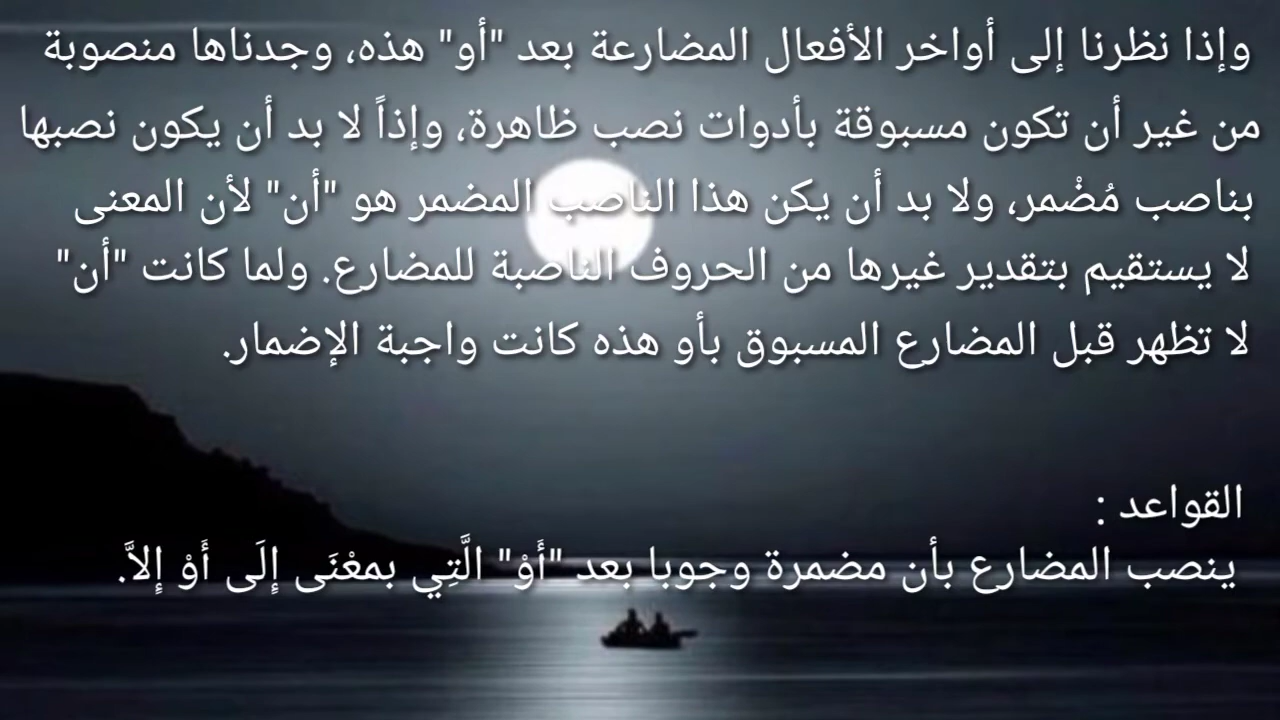 وإذا نظرنا إلى أواخر الأفعال المضارعة بعد "أو" هذه، وجدناها منصوبة
من غير أن تكون مسبوقة بأدوات نصب ظاهرة، وإذاً لا بد أن يكون نصبها
بناصب مُضْمر، ولا بد أن يكن هذا الناصب المضمر هو "أن" لأن المعنى
لا يستقيم بتقدير غيرها من الحروف الناصبة للمضارع. ولما كانت "أن"
لا تظهر قبل المضارع المسبوق بأو هذه كانت واجبة الإضمار.
القواعد :
ينصب المضارع بأن مضمرة وجوبا بعد "أَوْ" الَّتِي بمعْنَى إِلَى أَوْ إِلاَّ.